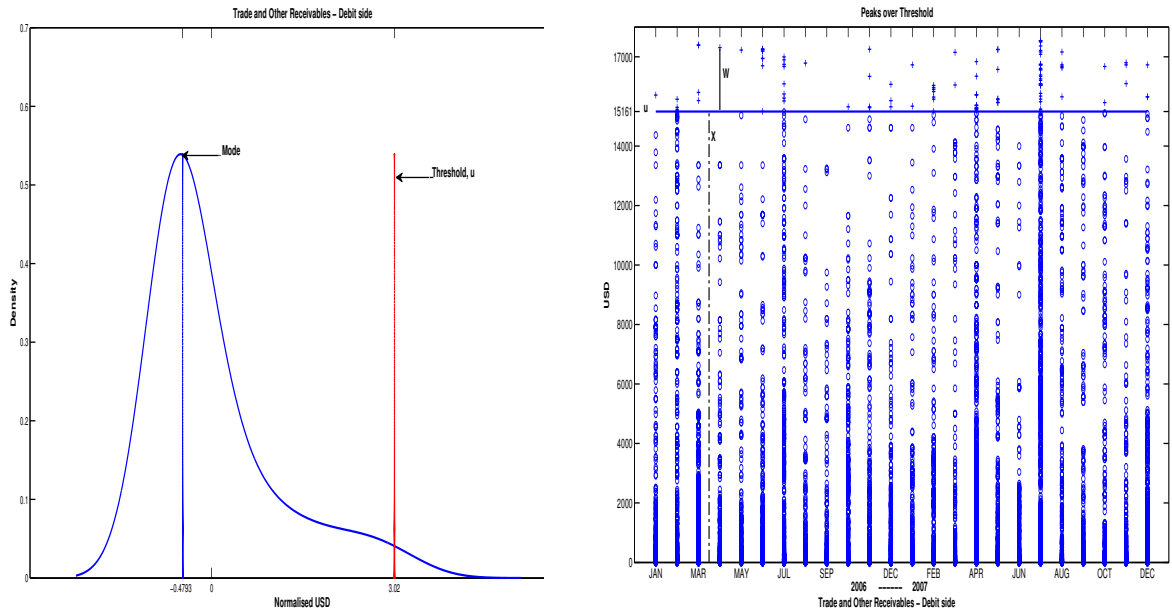 Trade and Other Receivables – Debit side
0.7
0.6
0.5
0.4
0.3
0.2
0.1
0
Density
Mode
Threshold, u
−0.4793 0 3.02
Normalised USD
Peaks over Threshold
17000
15161
14000
12000
10000
8000
6000
4000
2000
0
USD
u
W
X
JAN MAR MAY JUL SEP DEC FEB APR JUN AUG OCT DEC
2006 ------ 2007
Trade and Other Receivables – Debit side